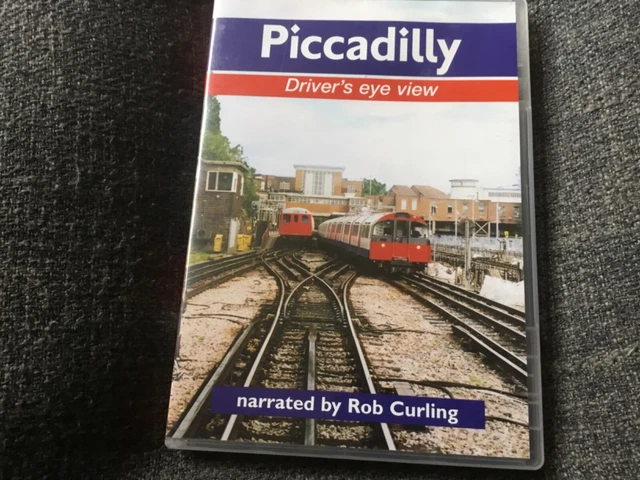 Piccadilly
Driver's eye view
narrated by Rob Curling